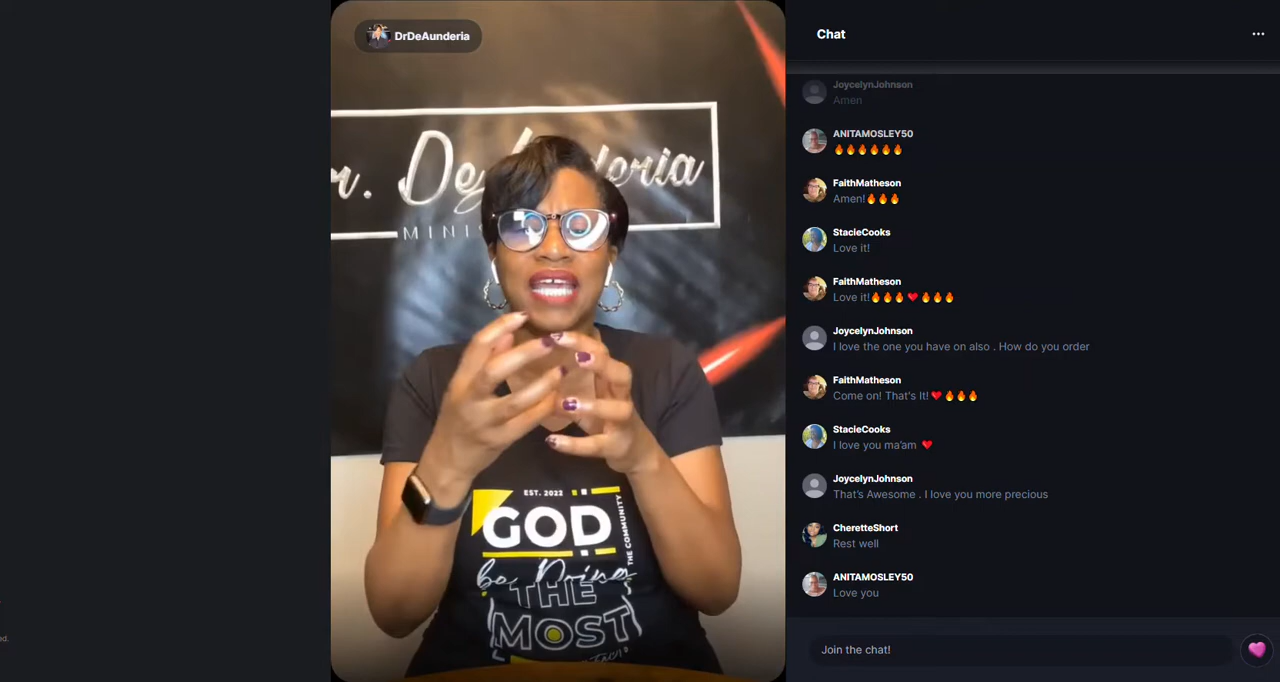 DrDeAunderia
MINIS
EST. 2022
GOD
THE COMMUNITY
be Doing
THE
MOST
Chat
JoycelynJohnson
Amen
ANITAMOSLEY50
🔥🔥🔥🔥🔥🔥
FaithMatheson
Amen!🔥🔥🔥
StacieCooks
Love it!
FaithMatheson
Love it!🔥🔥🔥❤️🔥🔥🔥
JoycelynJohnson
I love the one you have on also . How do you order
FaithMatheson
Come on! That's It!❤️🔥🔥🔥
StacieCooks
I love you ma'am ❤️
JoycelynJohnson
That's Awesome . I love you more precious
CheretteShort
Rest well
ANITAMOSLEY50
Love you
Join the chat!